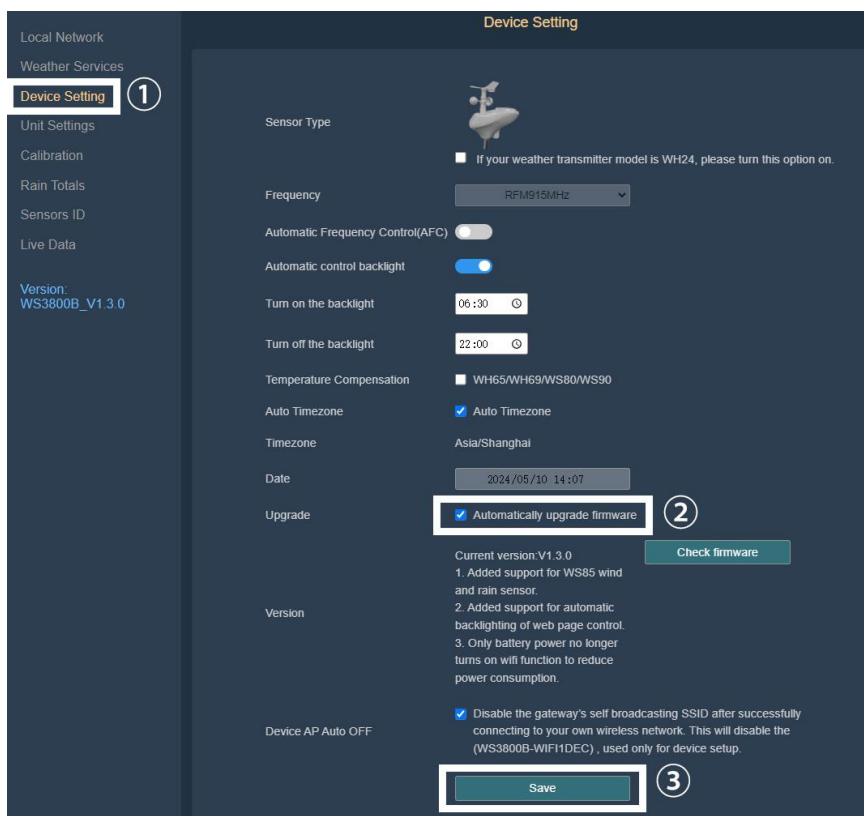 Device Setting
Local Network
Weather Services
Device Setting
①
Unit Settings
Calibration
Rain Totals
Sensors ID
Live Data
Version:
WS3800B_V1.3.0
Sensor Type
If your weather transmitter model is WH24, please turn this option on.
Frequency
RFM915MHz
Automatic Frequency Control(AFC)
Automatic control backlight
Turn on the backlight
06:30
Turn off the backlight
22:00
Temperature Compensation
WH65/WH69/WS80/WS90
Auto Timezone
Auto Timezone
Timezone
Asia/Shanghai
Date
2024/05/10 14:07
Upgrade
Automatically upgrade firmware
②
Version
Current version:V1.3.0
1. Added support for WS85 wind
and rain sensor.
2. Added support for automatic
backlighting of web page control.
3. Only battery power no longer
turns on wifi function to reduce
power consumption.
Check firmware
Device AP Auto OFF
Disable the gateway's self broadcasting SSID after successfully
connecting to your own wireless network. This will disable the
(WS3800B-WIFI1DEC) , used only for device setup.
Save
③